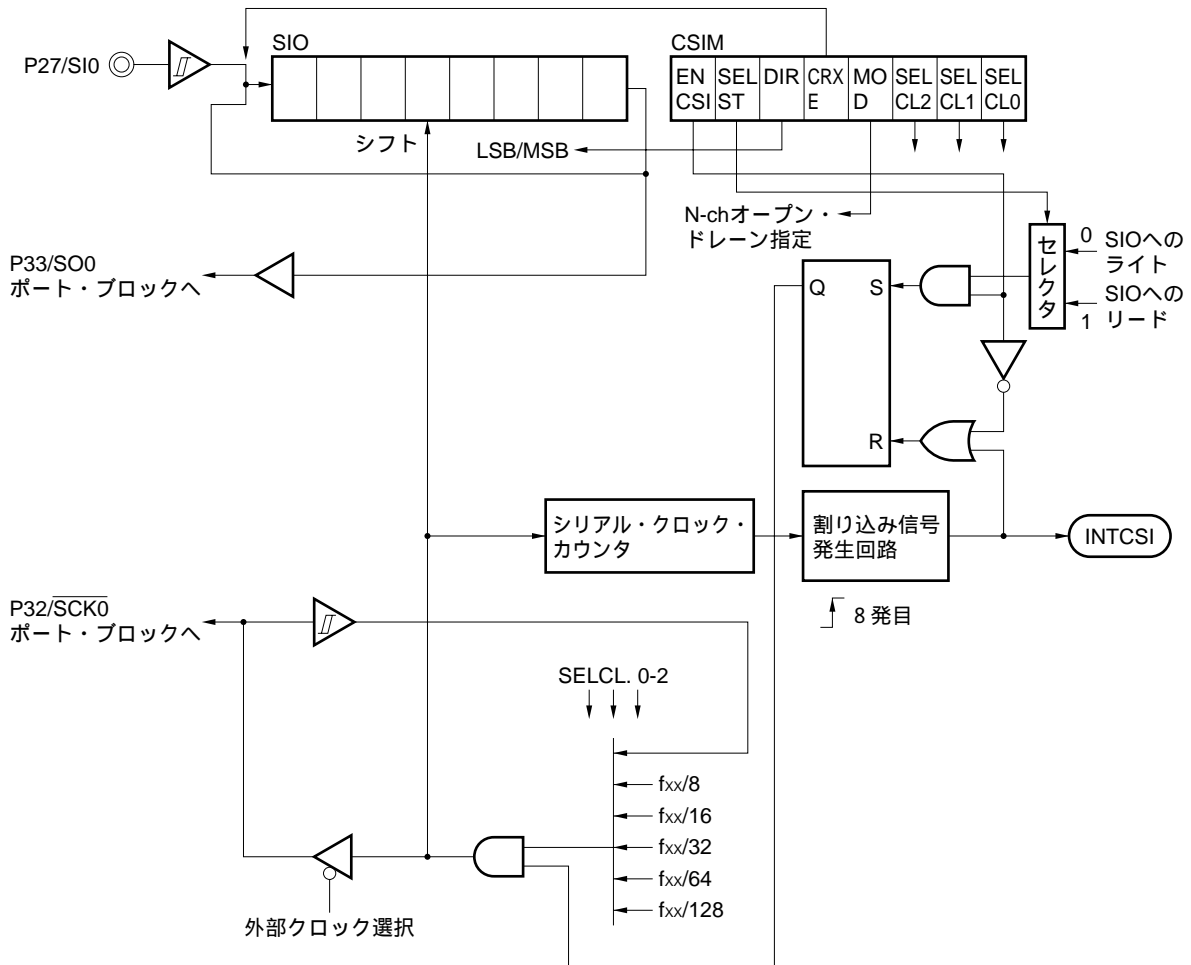 SIO
CSIM
P27/SI0
EN
CSI
SEL
ST
DIR
CRX
E
MO
D
SEL
CL2
SEL
CL1
SEL
CL0
シフト
LSB/MSB
N-chオープン・
ドレーン指定
P33/SO0
ポート・ブロックへ
セレクタ
0
SIOへの
ライト
1
SIOへの
リード
Q
S
R
シリアル・クロック・
カウンタ
割り込み信号
発生回路
INTCSI
8 発目
P32/SCK0
ポート・ブロックへ
SELCL. 0-2
fxx/8
fxx/16
fxx/32
fxx/64
fxx/128
外部クロック選択